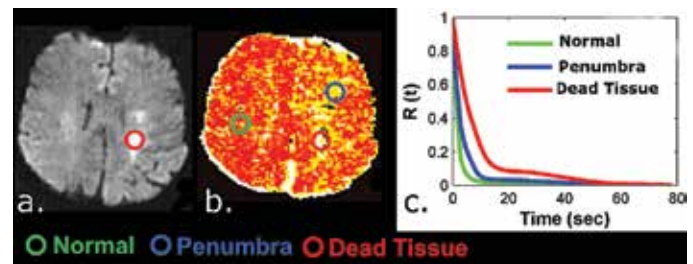 a.
b.
c.
Normal Penumbra Dead Tissue
R (t)
1
0.8
0.6
0.4
0.2
0
Normal
Penumbra
Dead Tissue
0 20 40 60 80
Time (sec)